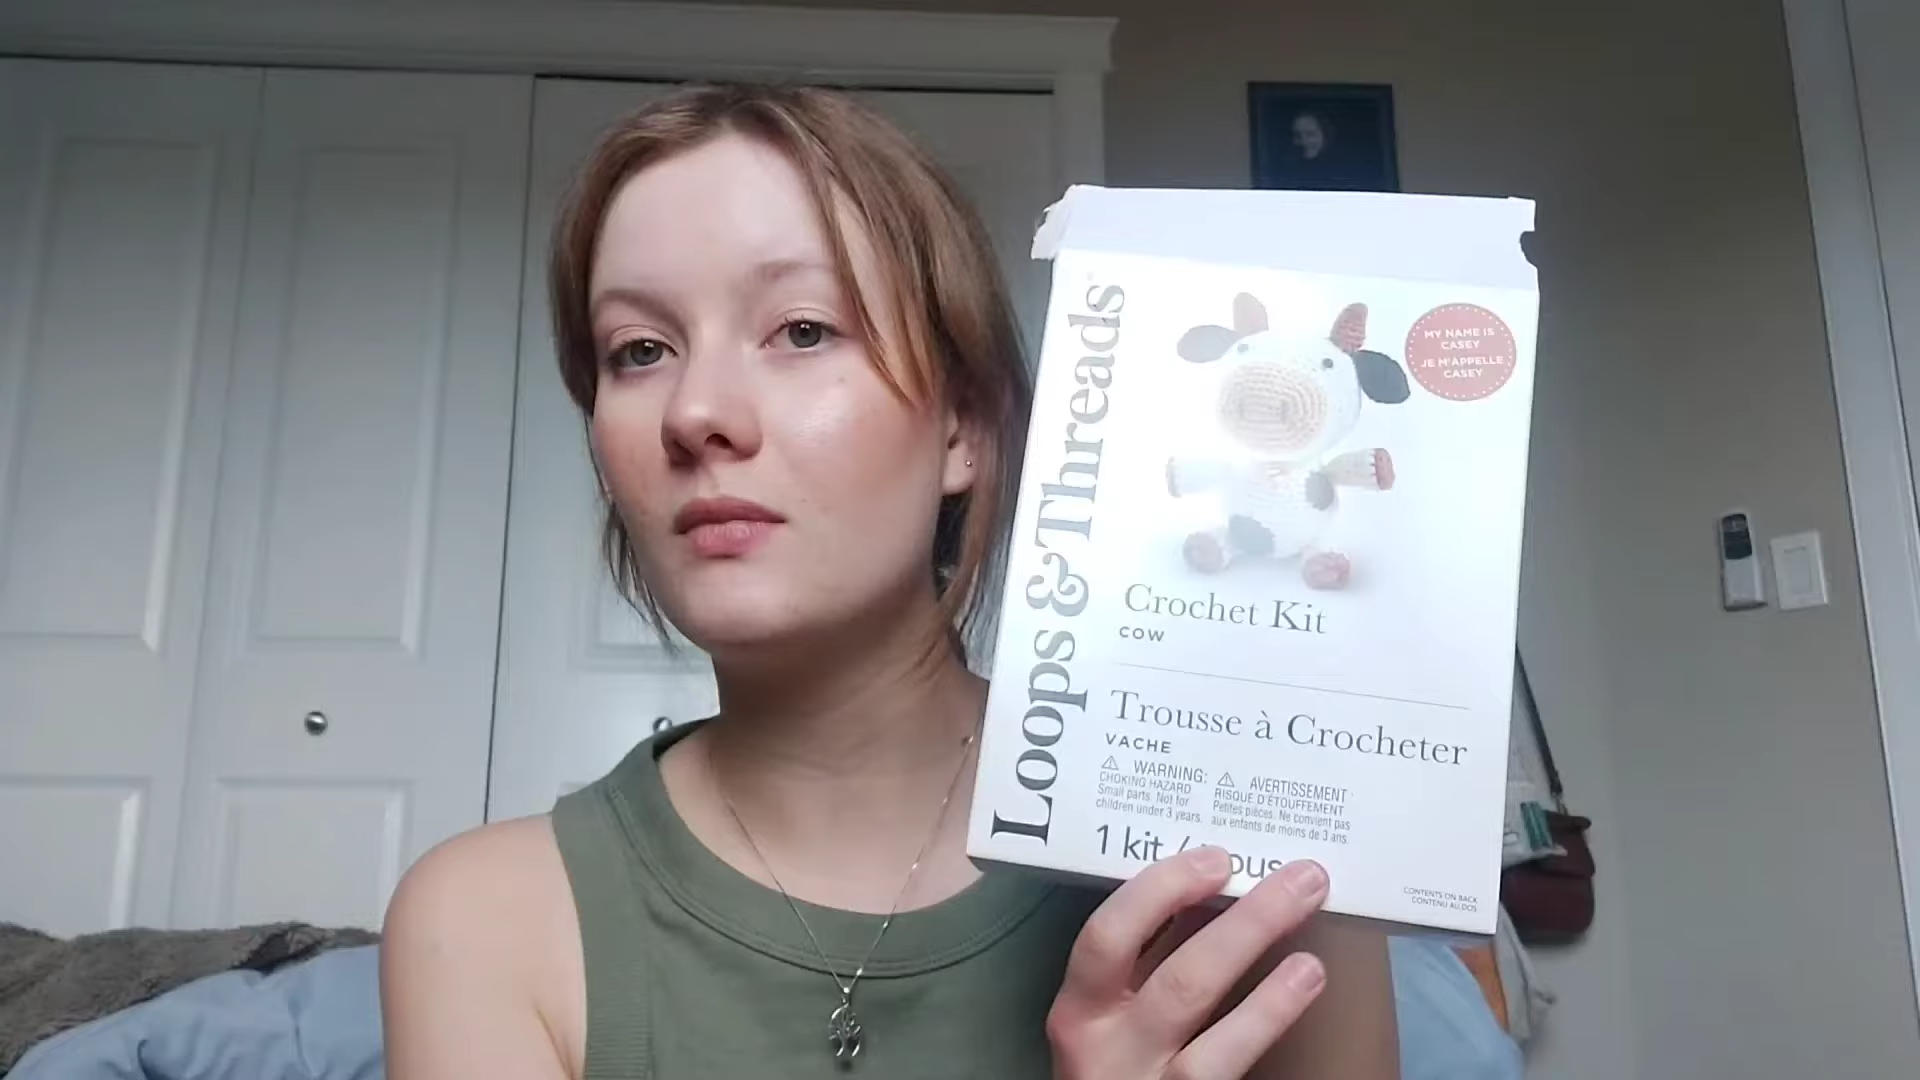 Loops & Threads
MY NAME IS
CASEY
JE M'APPELLE
CASEY
Crochet Kit
COW
Trousse à Crocheter
VACHE
WARNING:
CHOKING HAZARD
Small parts. Not for
children under 3 years.
AVERTISSEMENT
RISQUE D'ÉTOUFFEMENT
Petites pièces. Ne convient pas
aux enfants de moins de 3 ans.
1 kit /
CONTENTS ON BACK
CONTENU AU DOS